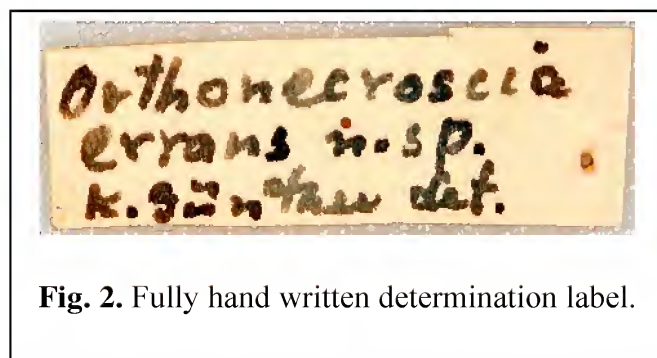 Orthonecroscia
errans n.sp.
K. Günther det.
Fig. 2. Fully hand written determination label.